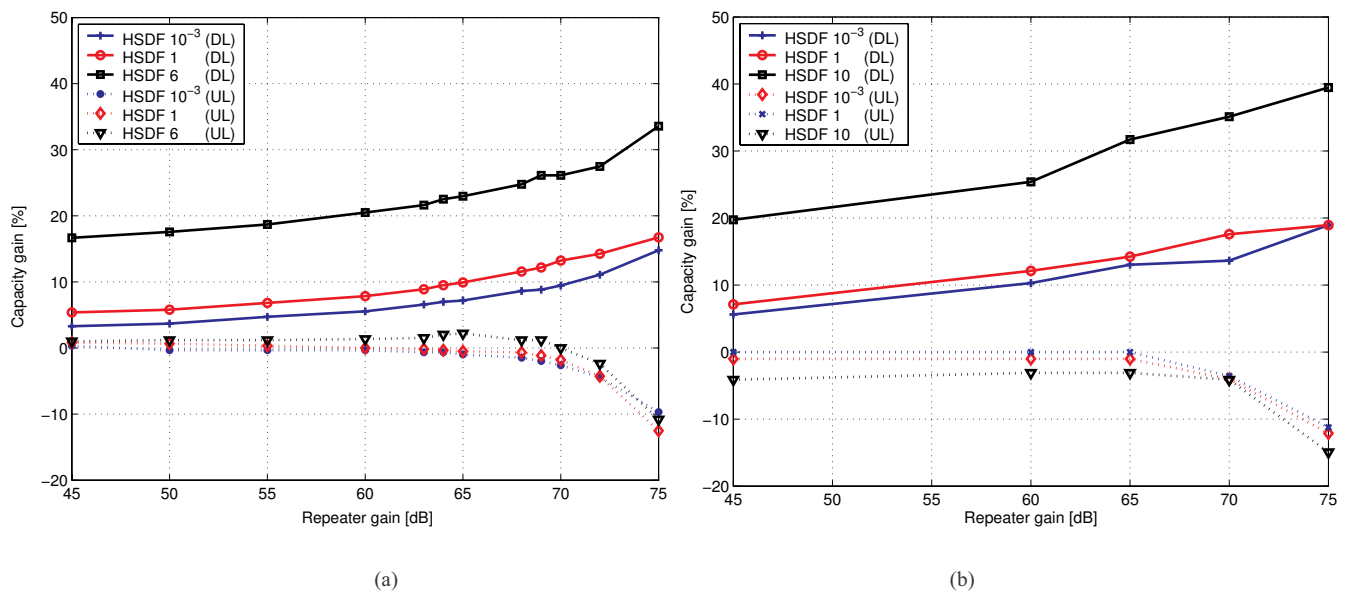 50
40
30
20
10
0
−10
−20
Capacity gain [%]
45 50 55 60 65 70 75
Repeater gain [dB]
HSDF 10⁻³ (DL)
HSDF 1 (DL)
HSDF 6 (DL)
HSDF 10⁻³ (UL)
HSDF 1 (UL)
HSDF 6 (UL)
(a)
50
40
30
20
10
0
−10
−20
Capacity gain [%]
45 50 55 60 65 70 75
Repeater gain [dB]
HSDF 10⁻³ (DL)
HSDF 1 (DL)
HSDF 10 (DL)
HSDF 10⁻³ (UL)
HSDF 1 (UL)
HSDF 10 (UL)
(b)